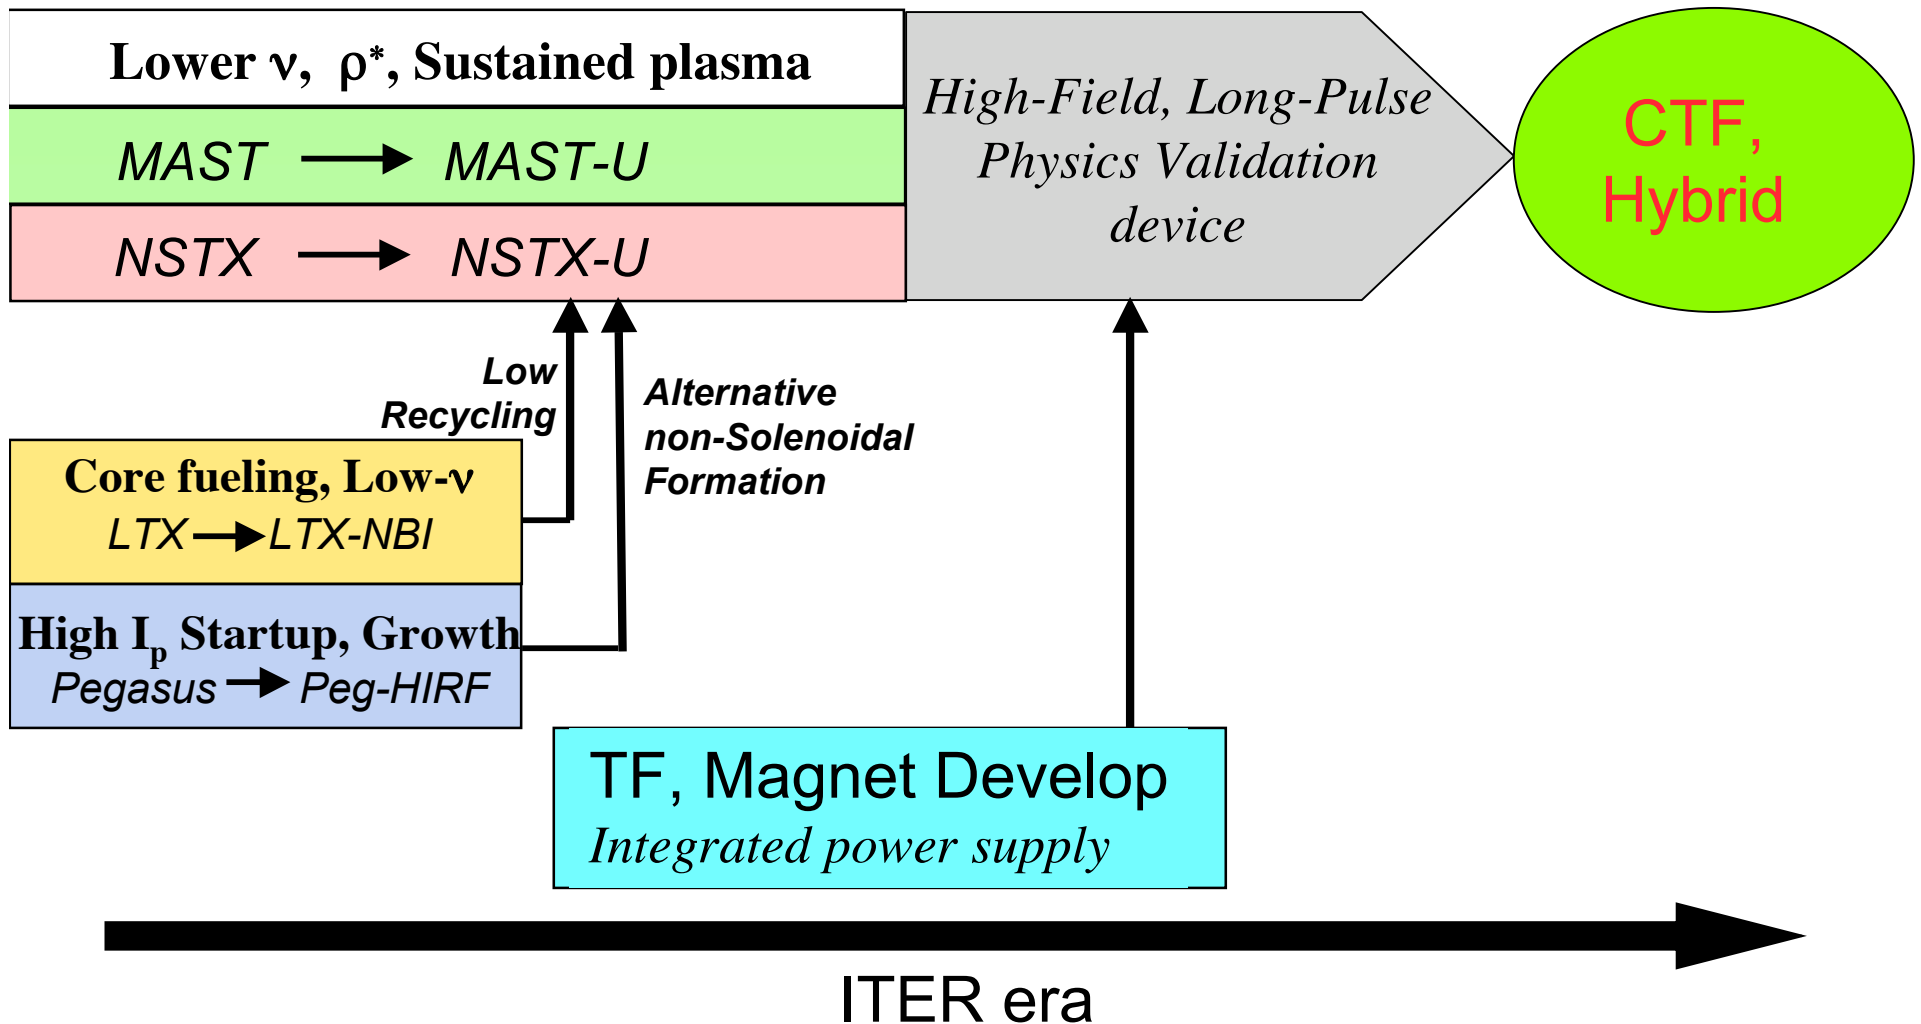 Lower ν, ρ*, Sustained plasma
MAST → MAST-U
NSTX → NSTX-U
High-Field, Long-Pulse
Physics Validation
device
CTF,
Hybrid
Low
Recycling
Alternative
non-Solenoidal
Formation
Core fueling, Low-ν
LTX → LTX-NBI
High Ip Startup, Growth
Pegasus → Peg-HIRF
TF, Magnet Develop
Integrated power supply
ITER era